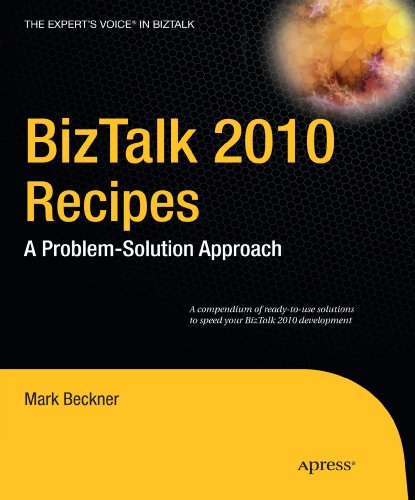 THE EXPERT'S VOICE® IN BIZTALK
BizTalk 2010
Recipes
A Problem-Solution Approach
A compendium of ready-to-use solutions
to speed your BizTalk 2010 development
Mark Beckner
Apress®